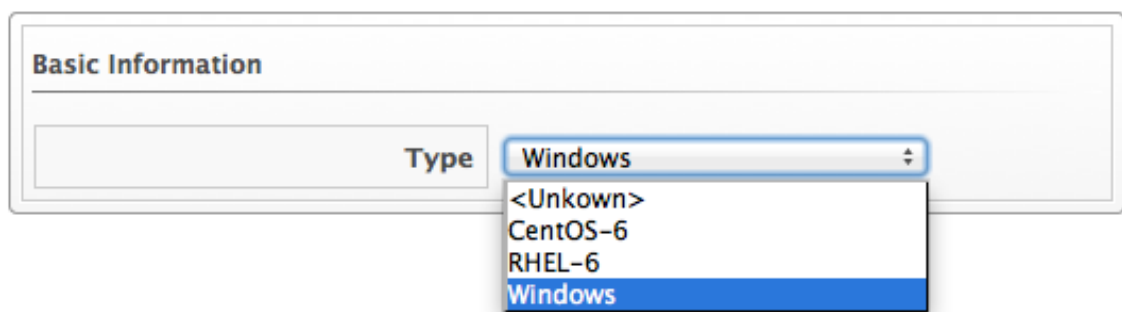 Basic Information
Type Windows
<Unkown>
CentOS-6
RHEL-6
Windows